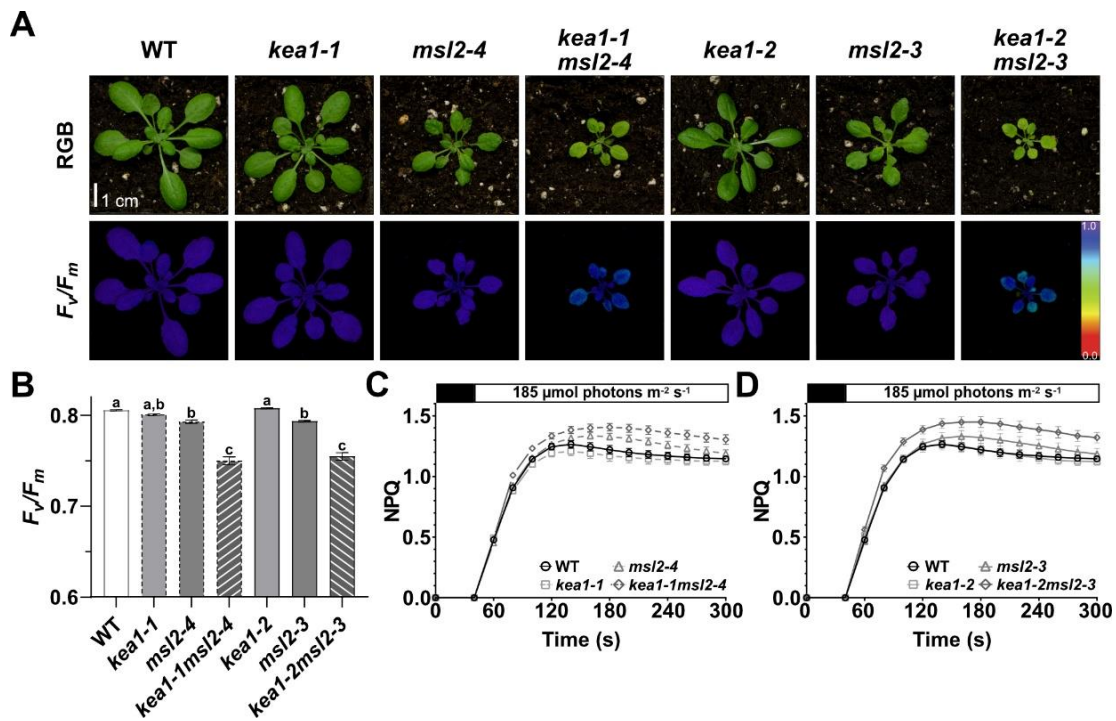 A
WT
kea1-1
msl2-4
kea1-1
msl2-4
kea1-2
msl2-3
kea1-2
msl2-3
RGB
1 cm
Fv/Fm
1.0
0.0
B
Fv/Fm
0.8
0.7
0.6
a
a,b
b
c
a
b
c
WT
kea1-1
msl2-4
kea1-1msl2-4
kea1-2
msl2-3
kea1-2msl2-3
C
185 µmol photons m⁻² s⁻¹
NPQ
1.5
1.0
0.5
0.0
WT
msl2-4
kea1-1
kea1-1msl2-4
0
60
120
180
240
300
Time (s)
D
185 µmol photons m⁻² s⁻¹
NPQ
1.5
1.0
0.5
0.0
WT
msl2-3
kea1-2
kea1-2msl2-3
0
60
120
180
240
300
Time (s)